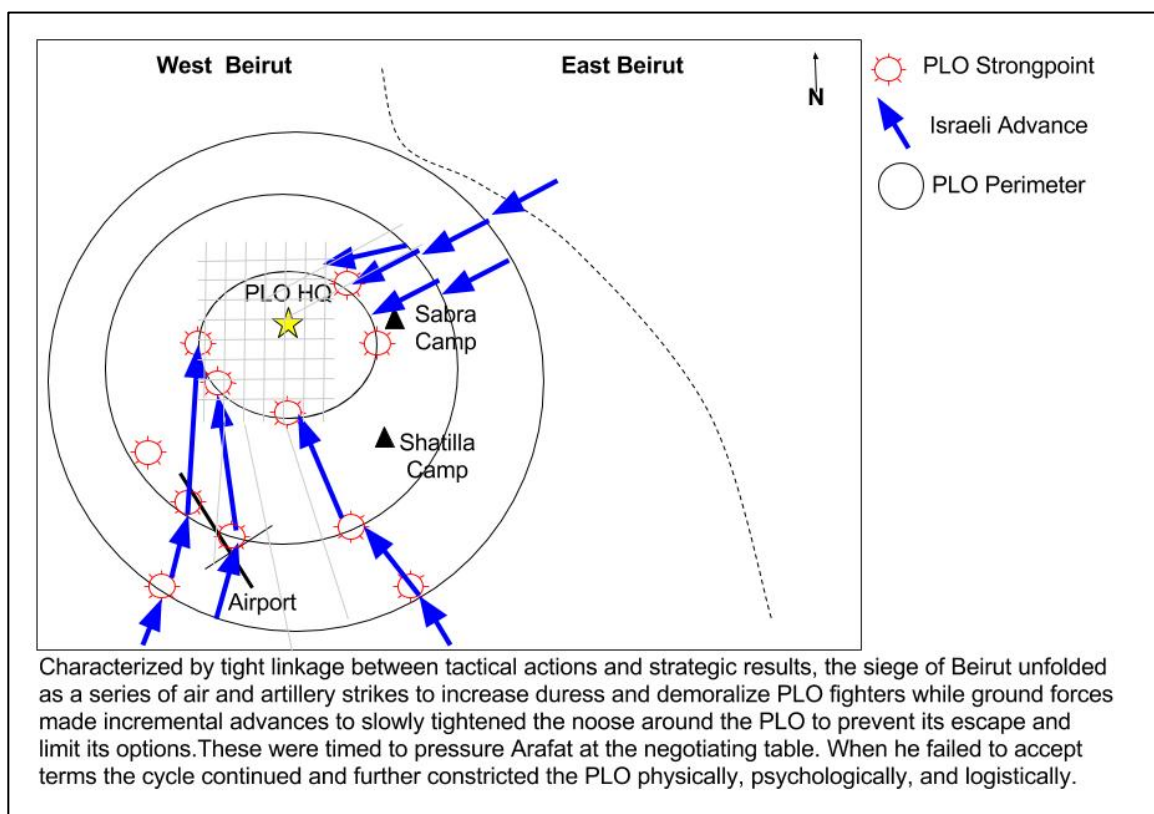 West Beirut
East Beirut
N
PLO Strongpoint
Israeli Advance
PLO Perimeter
PLO HQ
Sabra
Camp
Shatilla
Camp
Airport
Characterized by tight linkage between tactical actions and strategic results, the siege of Beirut unfolded
as a series of air and artillery strikes to increase duress and demoralize PLO fighters while ground forces
made incremental advances to slowly tightened the noose around the PLO to prevent its escape and
limit its options.These were timed to pressure Arafat at the negotiating table. When he failed to accept
terms the cycle continued and further constricted the PLO physically, psychologically, and logistically.